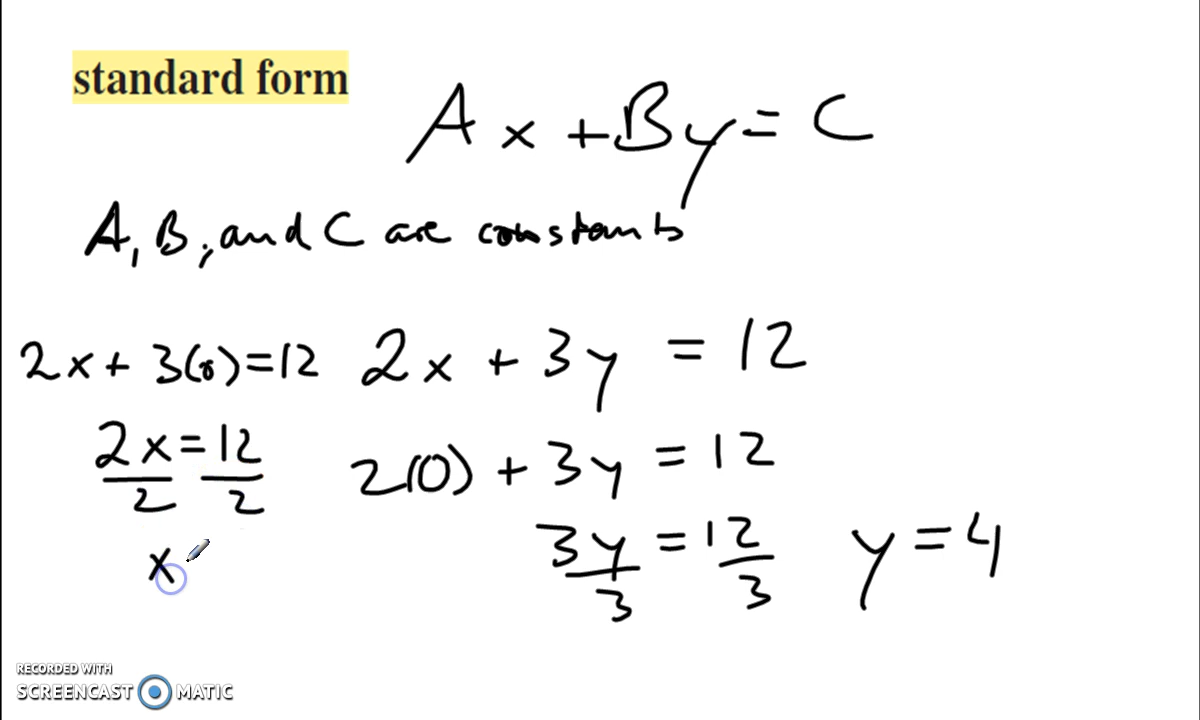 standard form
Ax + By = C
A, B, and C are constants
2x + 3(0) = 12
2x + 3y = 12
2x = 12
2 2
x
2(0) + 3y = 12
3y = 12
3 3
y = 4
RECORDED WITH
SCREENCAST MATIC